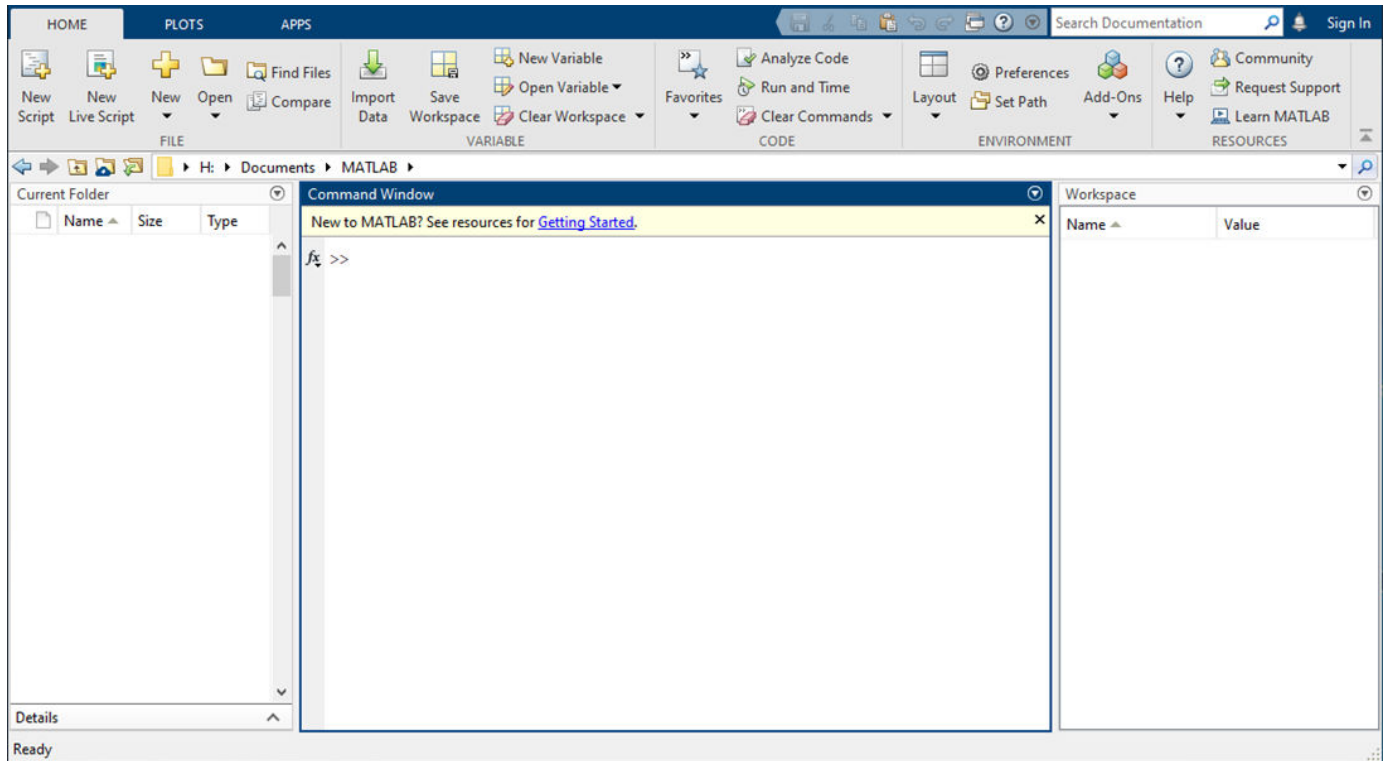 HOME PLOTS APPS Search Documentation Sign In
New Script
New Live Script
New
Open
Find Files
Compare
FILE
Import Data
Save Workspace
New Variable
Open Variable
Clear Workspace
VARIABLE
Favorites
Analyze Code
Run and Time
Clear Commands
CODE
Layout
Preferences
Set Path
Add-Ons
ENVIRONMENT
Help
Community
Request Support
Learn MATLAB
RESOURCES
H: Documents MATLAB
Current Folder
Name Size Type
Command Window
New to MATLAB? See resources for Getting Started.
fx >>
Workspace
Name Value
Details
Ready